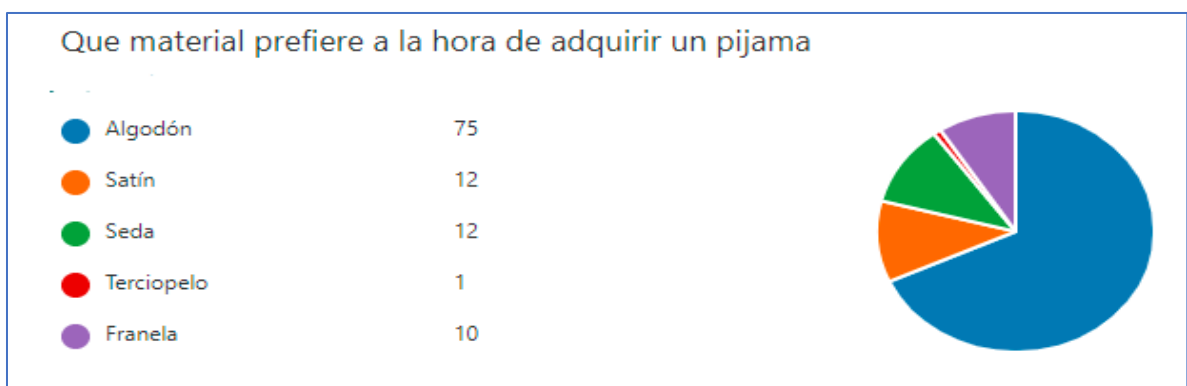 Que material prefiere a la hora de adquirir un pijama
Algodón 75
Satín 12
Seda 12
Terciopelo 1
Franela 10